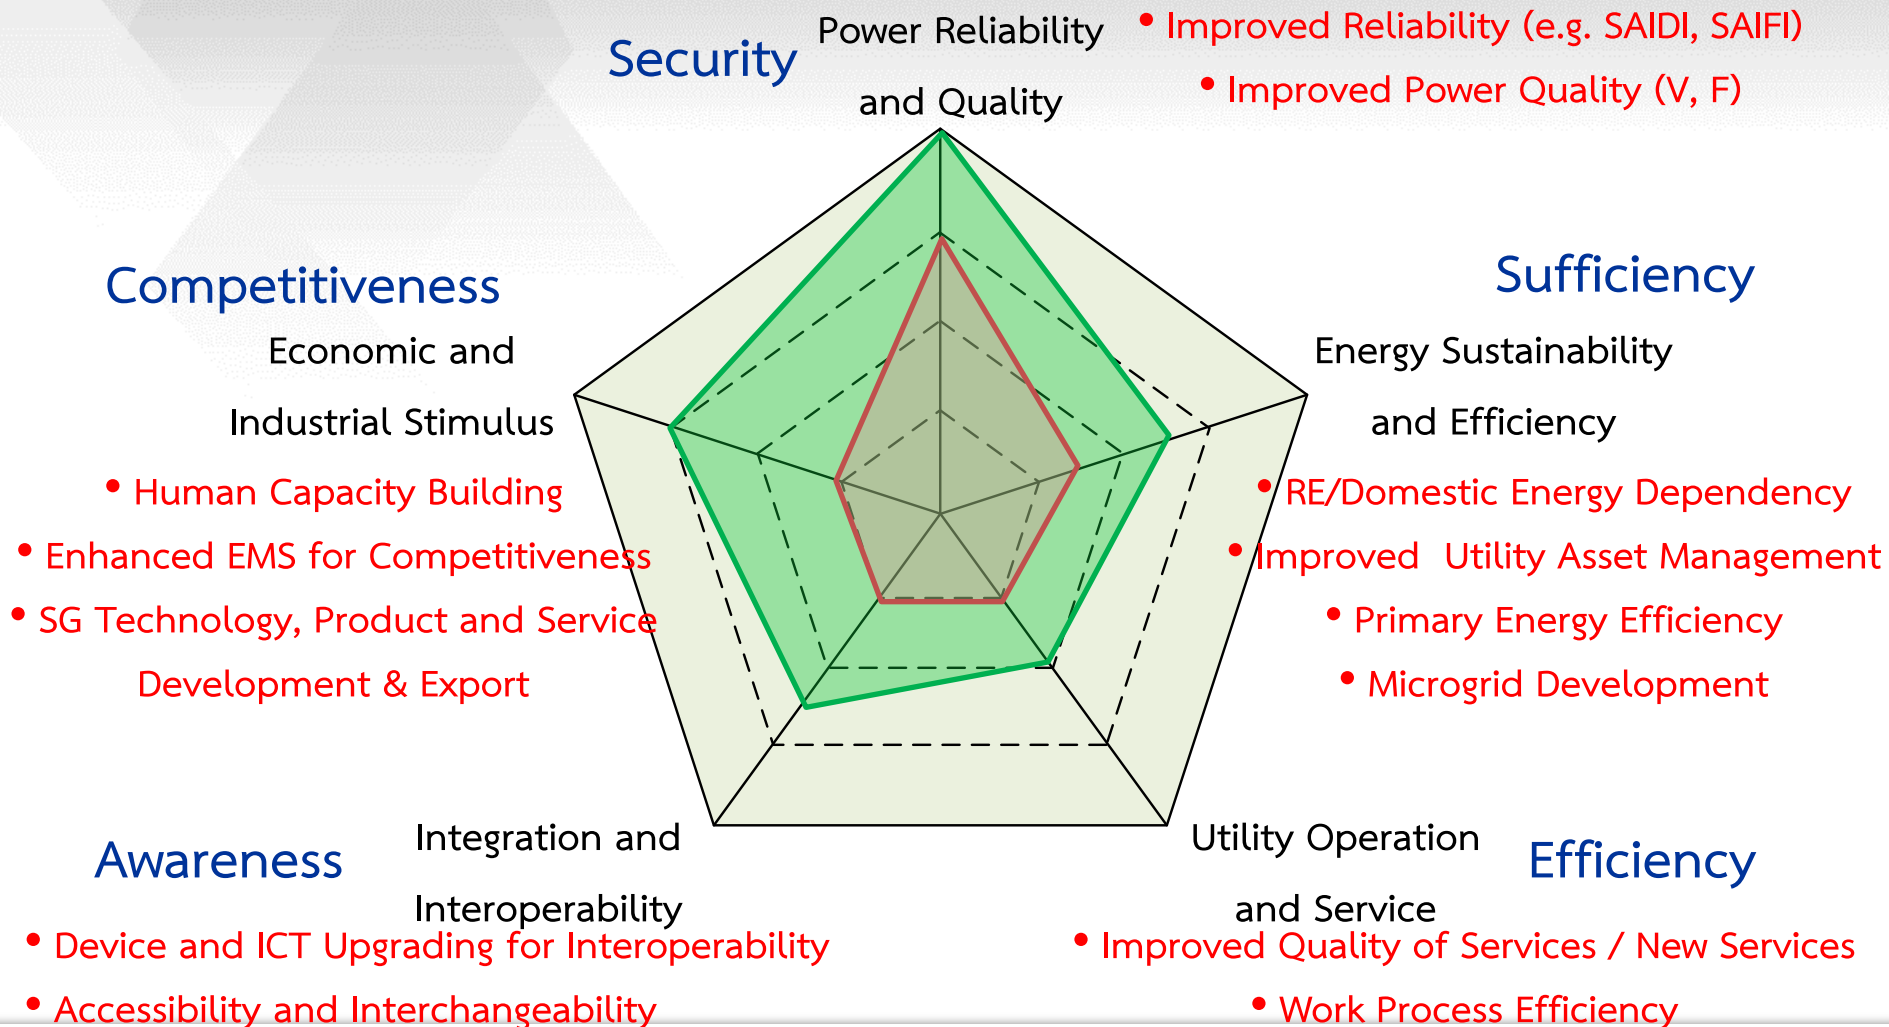 Security
Power Reliability
and Quality
• Improved Reliability (e.g. SAIDI, SAIFI)
• Improved Power Quality (V, F)
Competitiveness
Economic and
Industrial Stimulus
• Human Capacity Building
• Enhanced EMS for Competitiveness
• SG Technology, Product and Service
Development & Export
Sufficiency
Energy Sustainability
and Efficiency
• RE/Domestic Energy Dependency
• Improved  Utility Asset Management
• Primary Energy Efficiency
• Microgrid Development
Awareness
Integration and
Interoperability
• Device and ICT Upgrading for Interoperability
• Accessibility and Interchangeability
Utility Operation
and Service
Efficiency
• Improved Quality of Services / New Services
• Work Process Efficiency